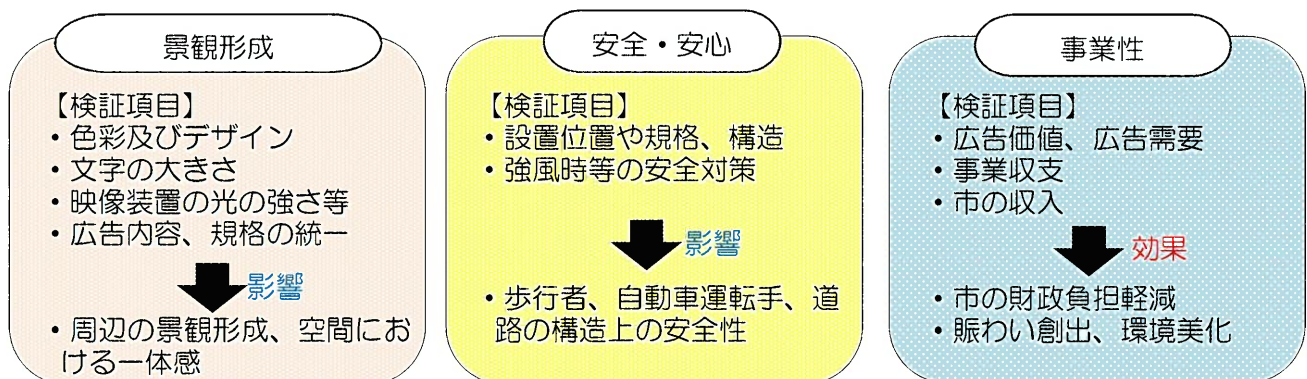 景観形成
【検証項目】
・色彩及びデザイン
・文字の大きさ
・映像装置の光の強さ等
・広告内容、規格の統一
影響
・周辺の景観形成、空間にお
ける一体感
安全・安心
【検証項目】
・設置位置や規格、構造
・強風時等の安全対策
影響
・歩行者、自動車運転手、道
路の構造上の安全性
事業性
【検証項目】
・広告価値、広告需要
・事業収支
・市の収入
効果
・市の財政負担軽減
・賑わい創出、環境美化